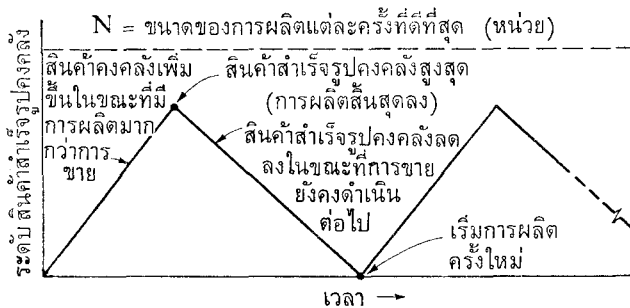 N = ขนาดของการผลิตแต่ละครั้งที่ดีที่สุด (หน่วย)
สินค้าคงคลังเพิ่ม
ขึ้นในขณะที่มี
การผลิตมาก
กว่าการ
ขาย
สินค้าสำเร็จรูปคงคลังสูงสุด
(การผลิตสิ้นสุดลง)
สินค้าสำเร็จรูปคงคลังลด
ลงในขณะที่การขาย
ยังคงดำเนิน
ต่อไป
เริ่มการผลิต
ครั้งใหม่
ระดับ สินค้าสำเร็จรูปคงคลัง
เวลา →